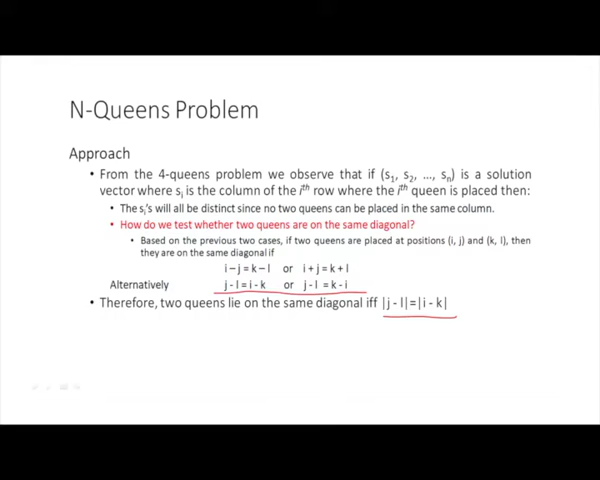 N-Queens Problem
Approach
• From the 4-queens problem we observe that if (s1, s2, ..., sn) is a solution
vector where si is the column of the ith row where the ith queen is placed then:
• The si's will all be distinct since no two queens can be placed in the same column.
• How do we test whether two queens are on the same diagonal?
• Based on the previous two cases, if two queens are placed at positions (i, j) and (k, l), then
they are on the same diagonal if
i – j = k – l or i + j = k + l
Alternatively j - l = i - k or j - l = k - i
• Therefore, two queens lie on the same diagonal iff |j - l|=|i - k|